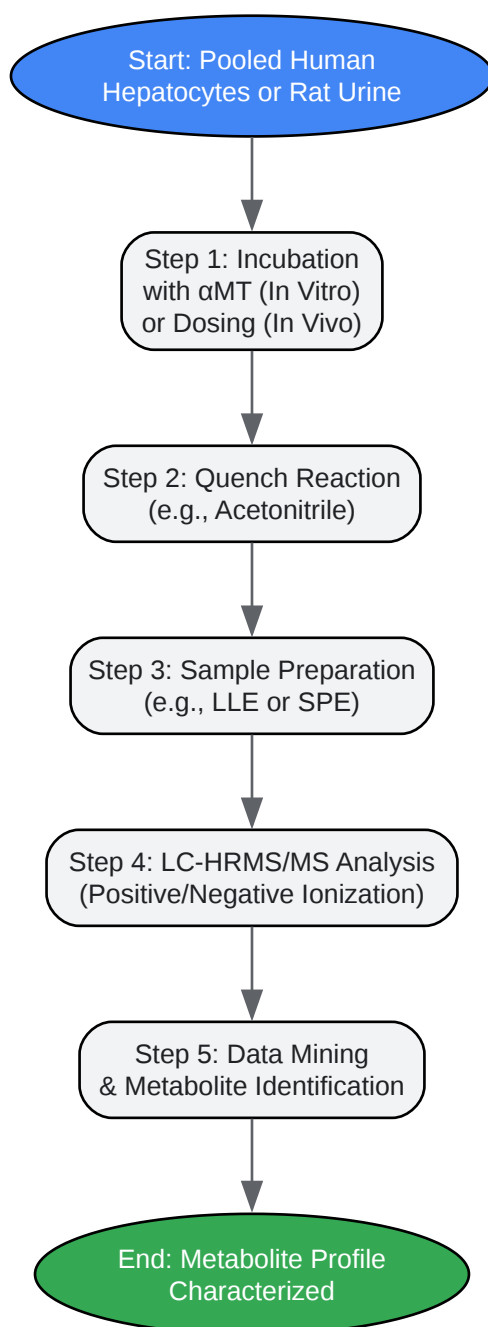 Start: Pooled Human
Hepatocytes or Rat Urine
Step 1: Incubation
with αMT (In Vitro)
or Dosing (In Vivo)
Step 2: Quench Reaction
(e.g., Acetonitrile)
Step 3: Sample Preparation
(e.g., LLE or SPE)
Step 4: LC-HRMS/MS Analysis
(Positive/Negative Ionization)
Step 5: Data Mining
& Metabolite Identification
End: Metabolite Profile
Characterized